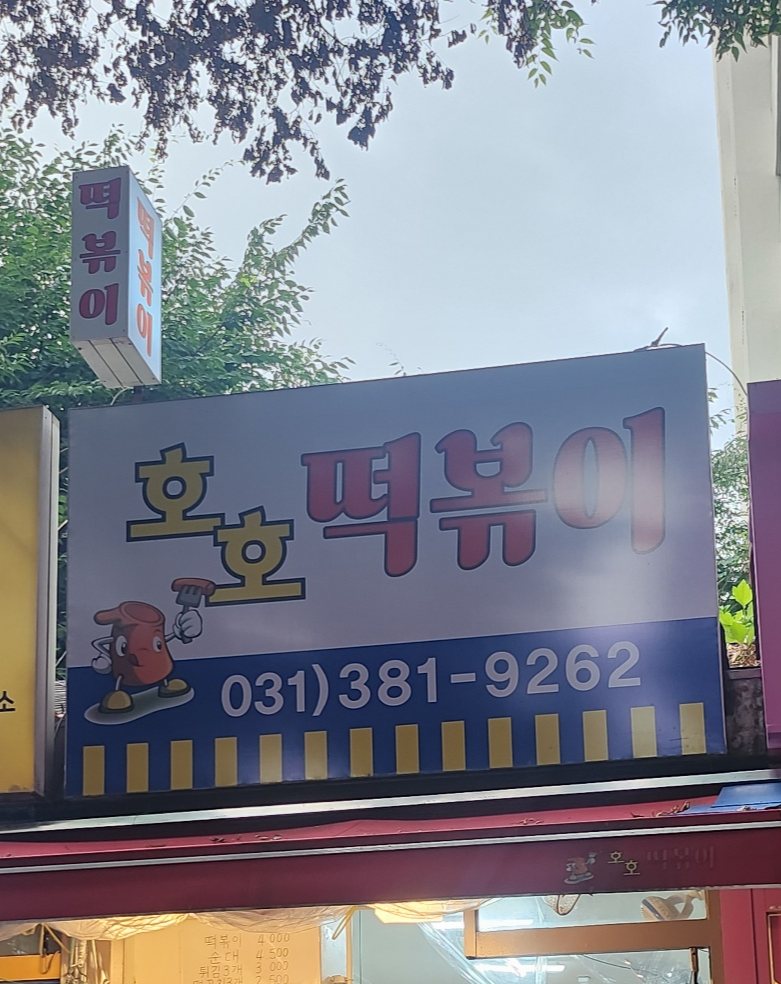 떡볶이
떡볶이
호호떡볶이
031)381-9262
소
호호떡볶이
떡볶이 4,000
순대 4,500
튀김3개 3,000